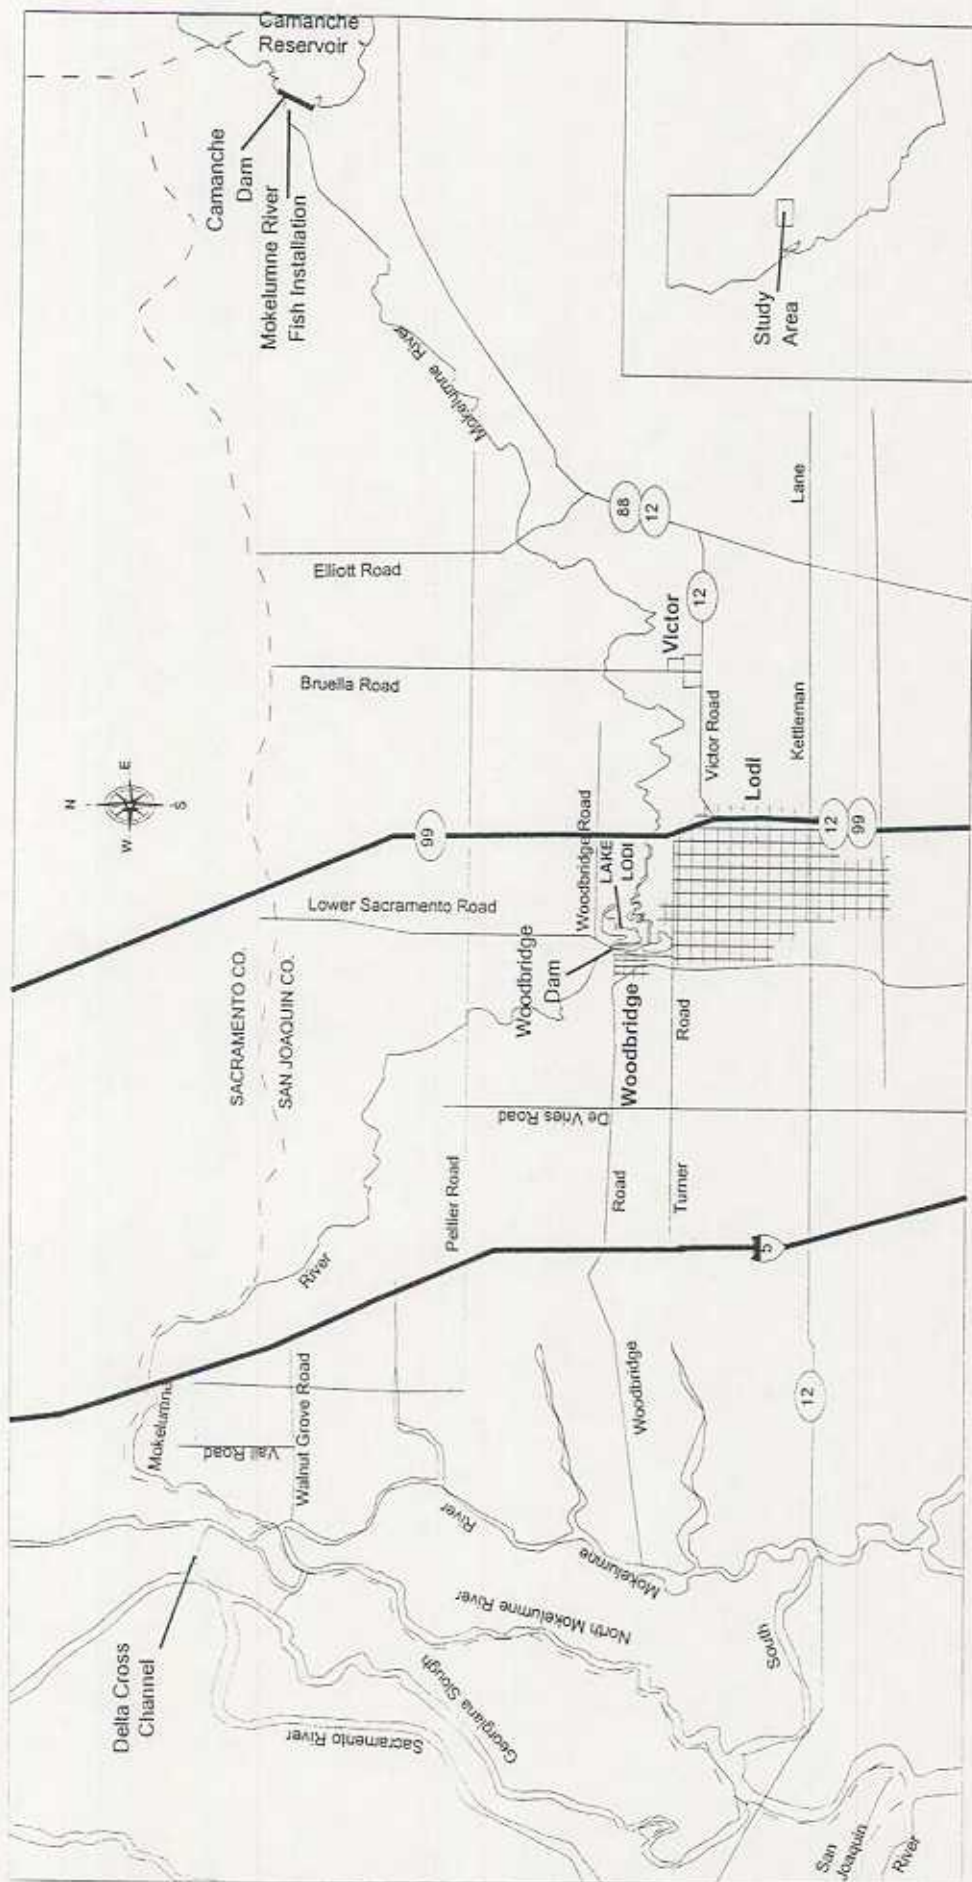 Camanche
Reservoir
Camanche
Dam
Mokelumne River
Fish Installation
Mokelumne River
Study
Area
88
12
Elliott Road
Lane
Victor
12
Bruella Road
Victor Road
Kettleman
Lodi
N
E
S
W
99
12
99
Woodbridge Road
LAKE
LODI
Lower Sacramento Road
Woodbridge
Dam
Woodbridge
Road
SACRAMENTO CO.
SAN JOAQUIN CO.
De Vries Road
Peltier Road
Road
Turner
5
River
Mokelumne
Vail Road
Walnut Grove Road
Woodbridge
12
River
Mokelumne
North Mokelumne River
South
Delta Cross
Channel
Georgiana Slough
Sacramento River
San
Joaquin
River